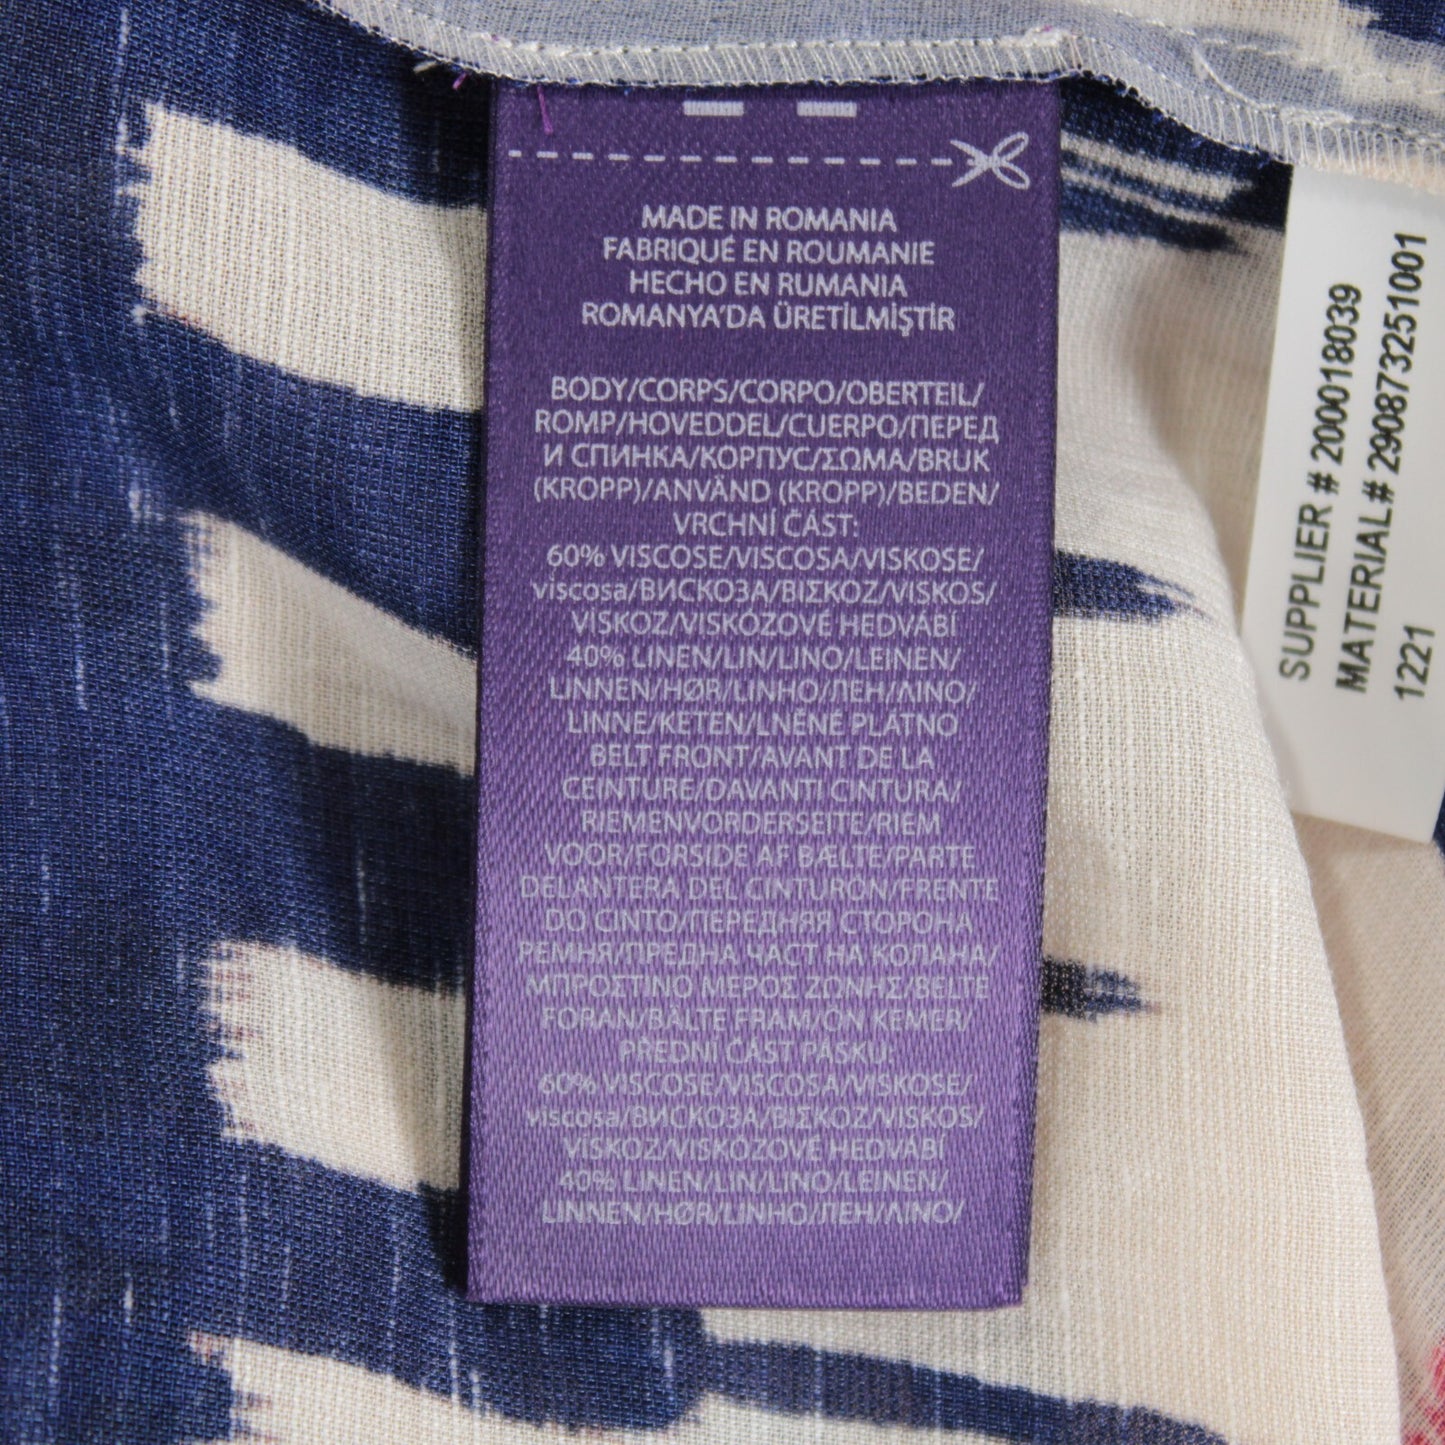 MADE IN ROMANIA
FABRIQUÉ EN ROUMANIE
HECHO EN RUMANIA
ROMANYA'DA ÜRETİLMİŞTİR
BODY/CORPS/CORPO/OBERTEIL/
ROMP/HOVEDDEL/CUERPO/ПЕРЕД
И СПИНКА/КОРПУС/ΣΩΜΑ/BRUK
(KROPP)/ANVÄND (KROPP)/BEDEN/
VRCHNÍ ČÁST:
60% VISCOSE/VISCOSA/VISKOSE/
viscosa/ВИСКОЗА/ΒΙΣΚΟΖ/VISKOS/
VİSKOZ/VISKÓZOVÉ HEDVÁBÍ
40% LINEN/LIN/LINO/LEINEN/
LINNEN/HØR/LINHO/ЛЕН/ΛΙΝΟ/
LINNE/KETEN/LNĚNÉ PLÁTNO
BELT FRONT/AVANT DE LA
CEINTURE/DAVANTI CINTURA/
RIEMENVORDERSEITE/RIEM
VOOR/FORSIDE AF BÆLTE/PARTE
DELANTERA DEL CINTURÓN/FRENTE
DO CINTO/ПЕРЕДНЯЯ СТОРОНА
РЕМНЯ/ПРЕДНА ЧАСТ НА КОЛАНА/
ΜΠΡΟΣΤΙΝΟ ΜΕΡΟΣ ΖΩΝΗΣ/BELTE
FORAN/BÄLTE FRAM/ÖN KEMER/
PŘEDNÍ ČÁST PÁSKU:
60% VISCOSE/VISCOSA/VISKOSE/
viscosa/ВИСКОЗА/ΒΙΣΚΟΖ/VISKOS/
VİSKOZ/VISKÓZOVÉ HEDVÁBÍ
40% LINEN/LIN/LINO/LEINEN/
LINNEN/HØR/LINHO/ЛЕН/ΛΙΝΟ/
SUPPLIER # 200018039
MATERIAL# 290873251001
1221